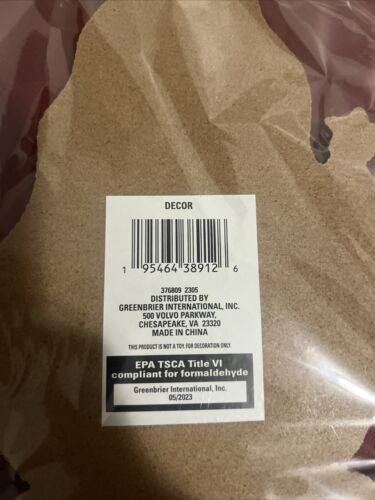 DECOR
1 95464 38912 6
376809 2305
DISTRIBUTED BY
GREENBRIER INTERNATIONAL, INC.
500 VOLVO PARKWAY,
CHESAPEAKE, VA 23320
MADE IN CHINA
THIS PRODUCT IS NOT A TOY. FOR DECORATION ONLY.
EPA TSCA Title VI
compliant for formaldehyde
Greenbrier International, Inc.
05/2023